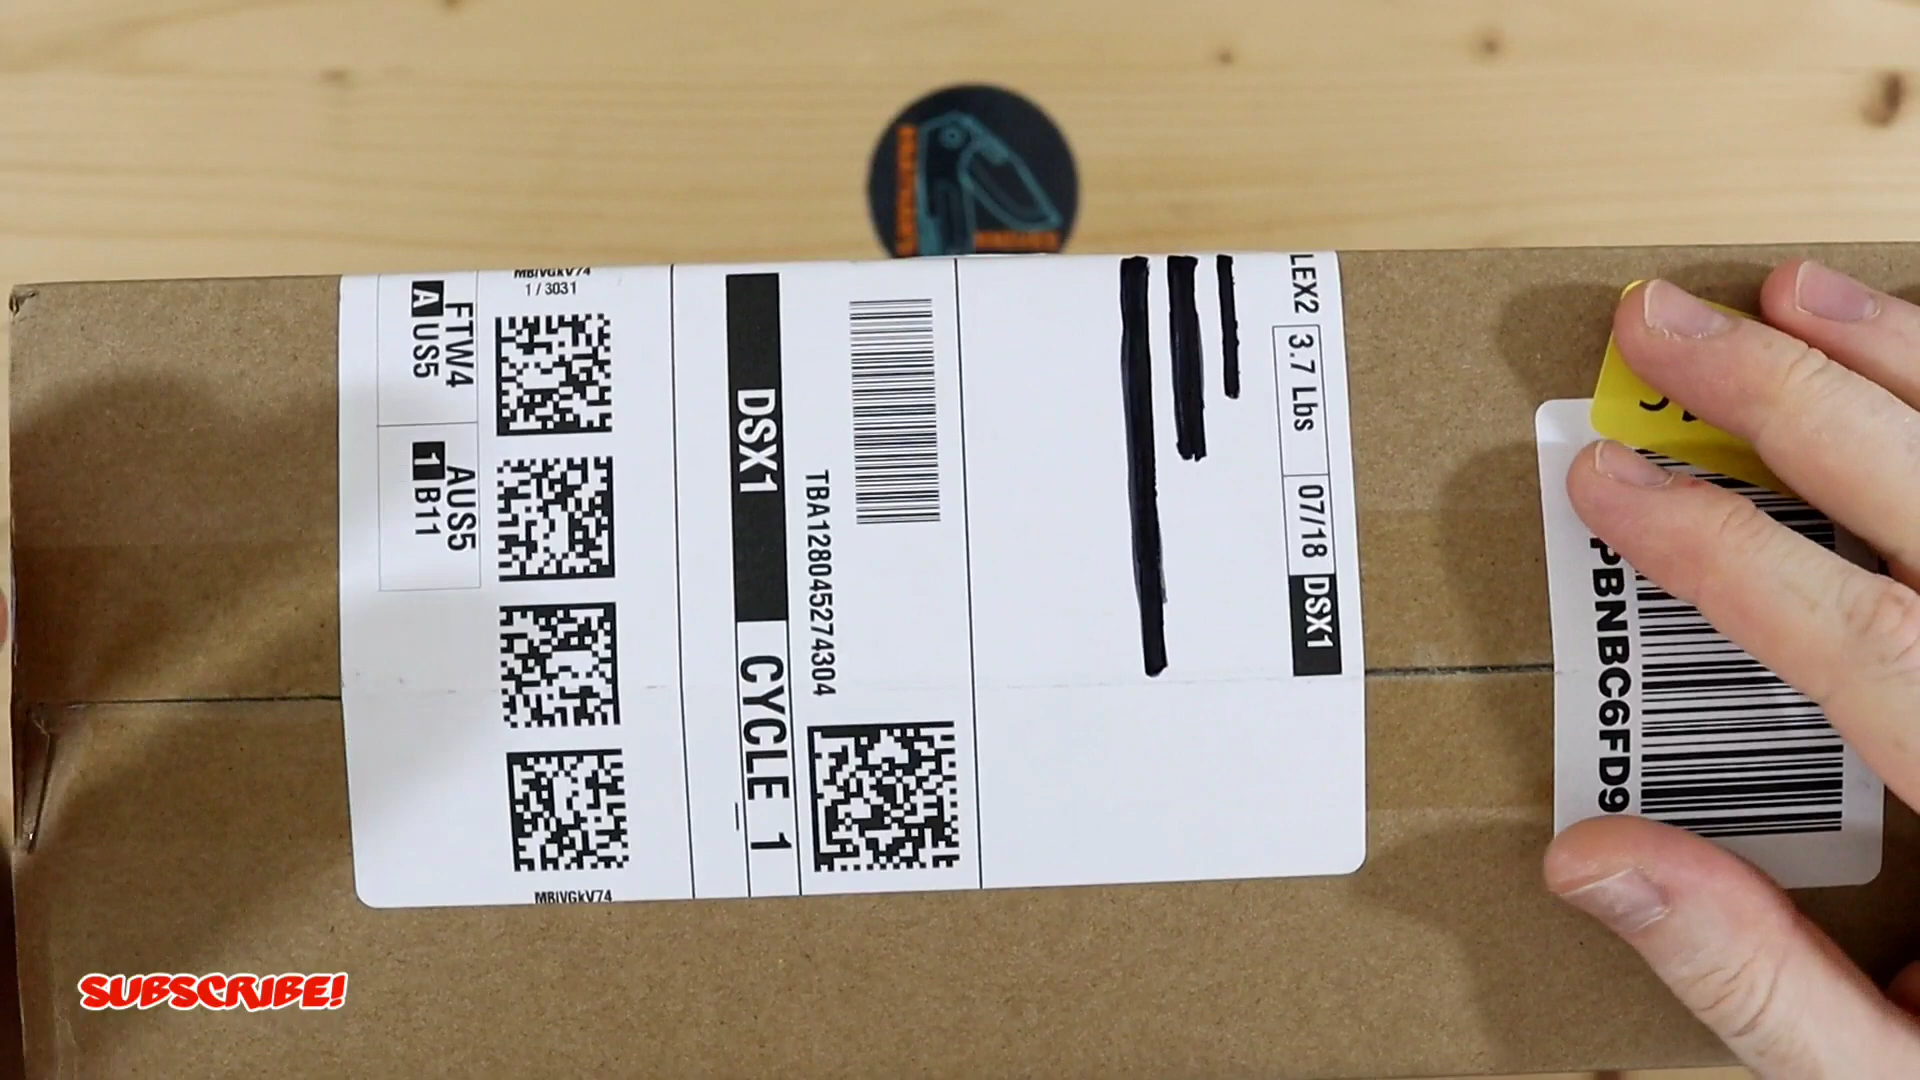 LEX2
3.7 Lbs
07/18
DSX1
TBA128045274304
DSX1
CYCLE 1
MBIVGkV74
1 / 3031
FTW4
A US5
AUS5
1 B11
MBIVGkV74
PBNBC6FD9
SUBSCRIBE!